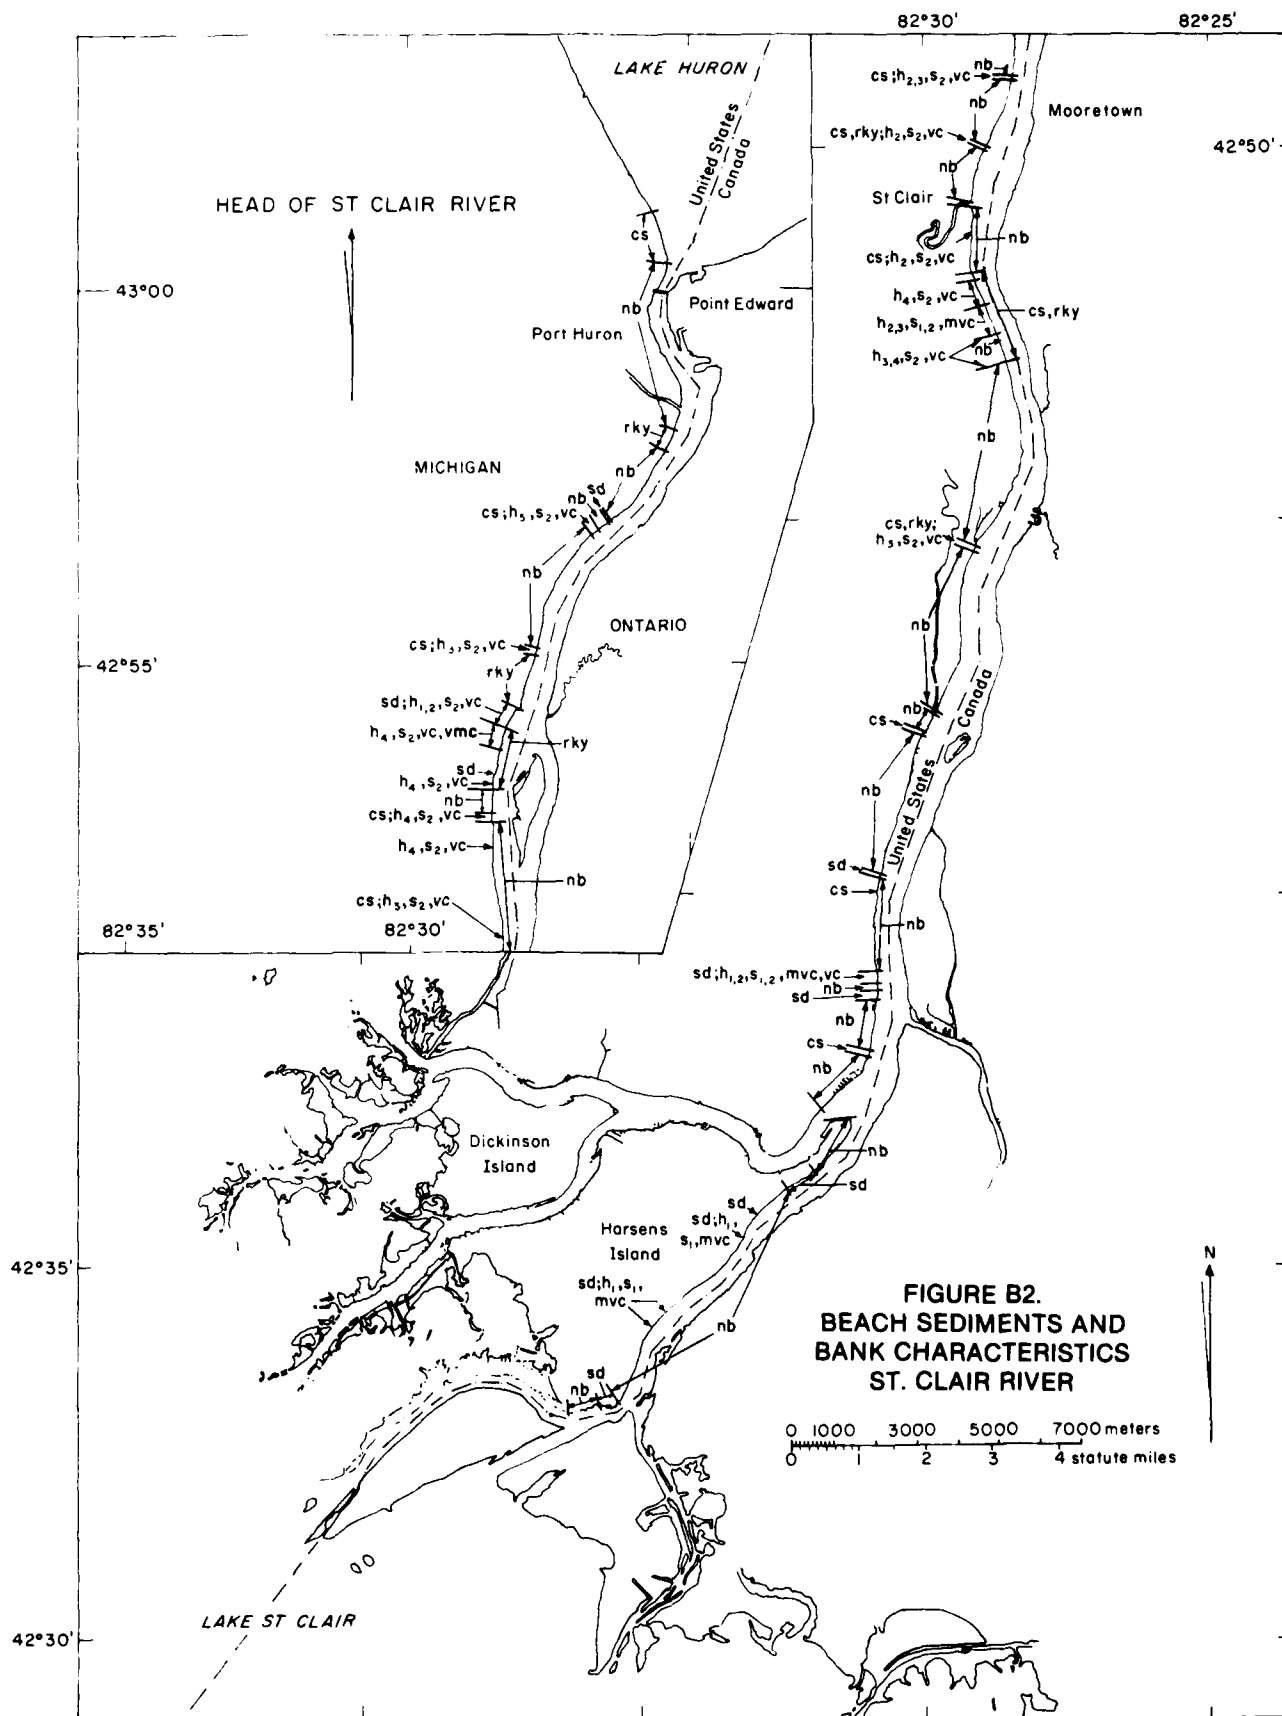 82°30'
82°25'
LAKE HURON
nb
cs;h₂,₃,s₂,vc
nb
Mooretown
United States
Canada
cs,rky;h₂,s₂,vc
42°50'
nb
HEAD OF ST CLAIR RIVER
St Clair
cs
nb
cs;h₂,s₂,vc
43°00
nb
Point Edward
h₄,s₂,vc
cs,rky
Port Huron
h₂,₃,s₁,₂,mvc
nb
h₃,₄,s₂,vc
rky
nb
MICHIGAN
nb
sd
nb
cs;h₅,s₂,vc
cs,rky;
h₅,s₂,vc
nb
ONTARIO
nb
cs;h₃,s₂,vc
42°55'
rky
sd;h₁,₂,s₂,vc
nb
Canada
cs
h₄,s₂,vc,vmc
rky
sd
h₄,s₂,vc
nb
nb
United States
cs;h₄,s₂,vc
h₄,s₂,vc
sd
nb
cs
cs;h₃,s₂,vc
nb
82°35'
82°30'
sd;h₁,₂,s₁,₂,mvc,vc
nb
sd
nb
cs
nb
Dickinson
Island
nb
sd
sd
sd;h₁,
s₁,mvc
Harsens
Island
42°35'
sd;h₁,s₁,
mvc
N
FIGURE B2.
BEACH SEDIMENTS AND
BANK CHARACTERISTICS
ST. CLAIR RIVER
nb
sd
nb
0 1000 3000 5000 7000 meters
0 1 2 3 4 statute miles
LAKE ST CLAIR
42°30'